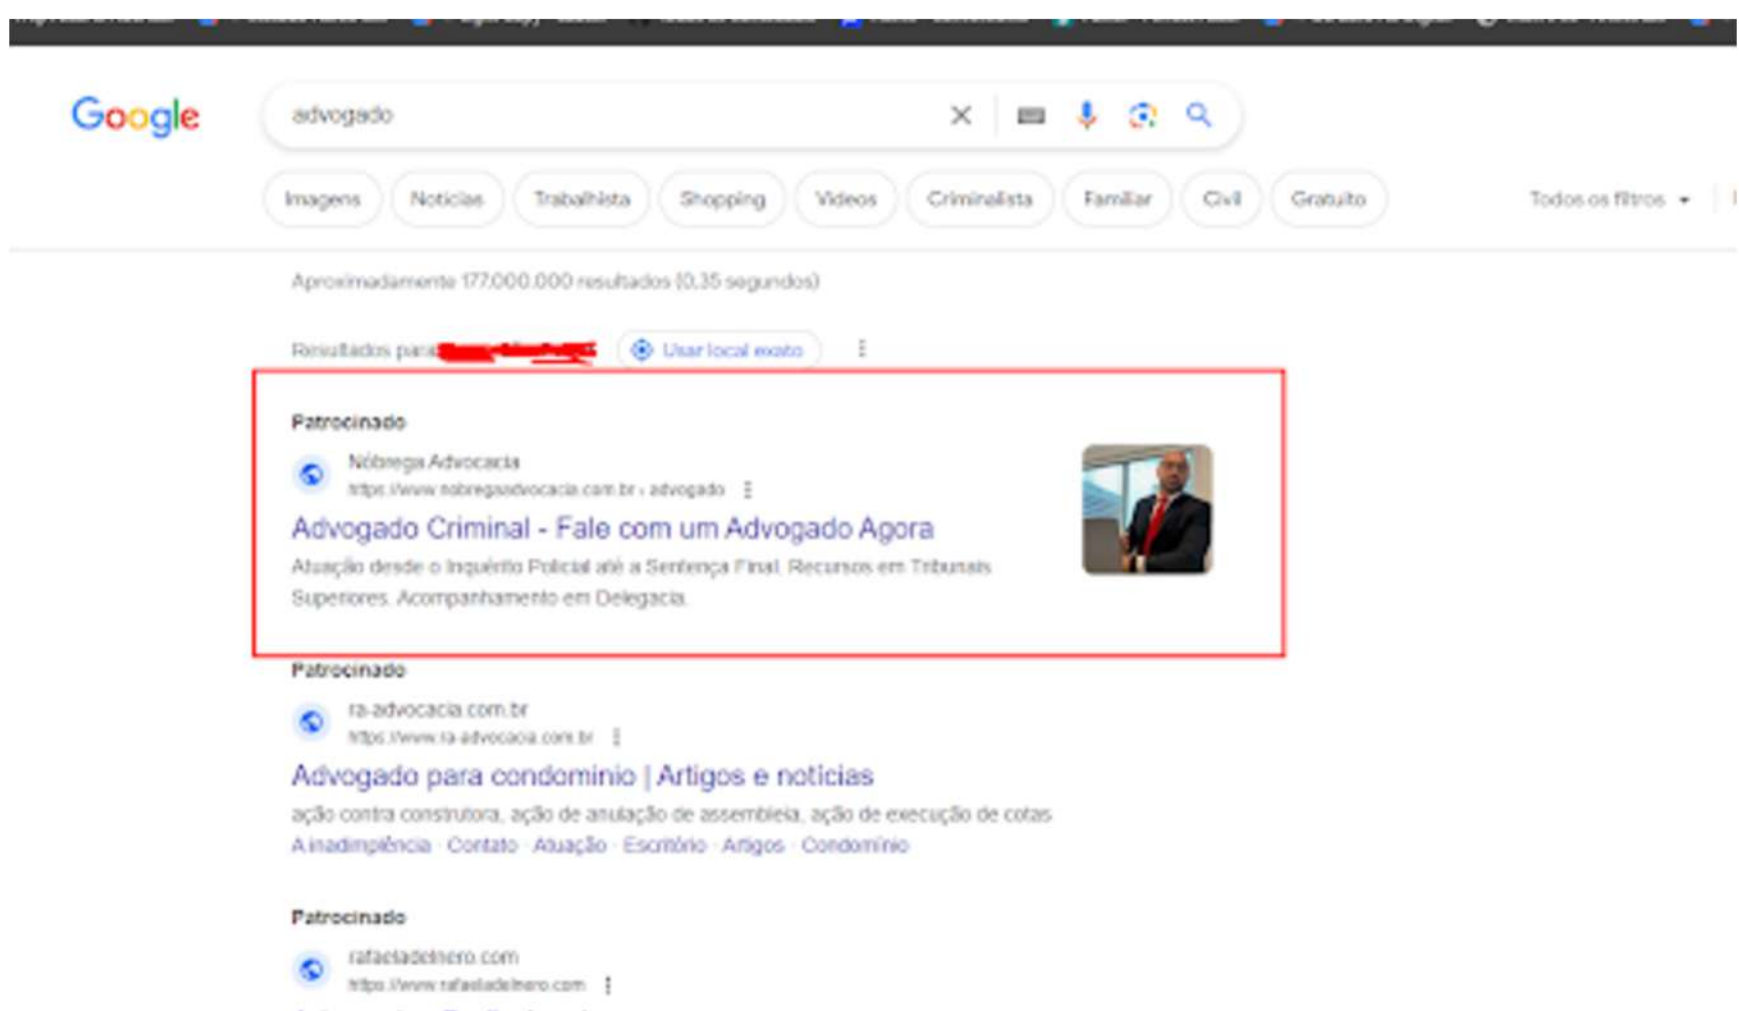 Google
advogado
Imagens Notícias Trabalhista Shopping Vídeos Criminalista Familiar Civil Gratuito Todos os filtros
Aproximadamente 177.000.000 resultados (0,35 segundos)
Resultados para Usar local exato
Patrocinado
Nóbrega Advocacia
https://www.nobregaadvocacia.com.br › advogado
Advogado Criminal - Fale com um Advogado Agora
Atuação desde o Inquérito Policial até a Sentença Final. Recursos em Tribunais
Superiores. Acompanhamento em Delegacia.
Patrocinado
ra-advocacia.com.br
https://www.ra-advocacia.com.br
Advogado para condomínio | Artigos e notícias
ação contra construtora, ação de anulação de assembleia, ação de execução de cotas
A inadimplência · Contato · Atuação · Escritório · Artigos · Condomínio
Patrocinado
rafaeladelnero.com
https://www.rafaeladelnero.com